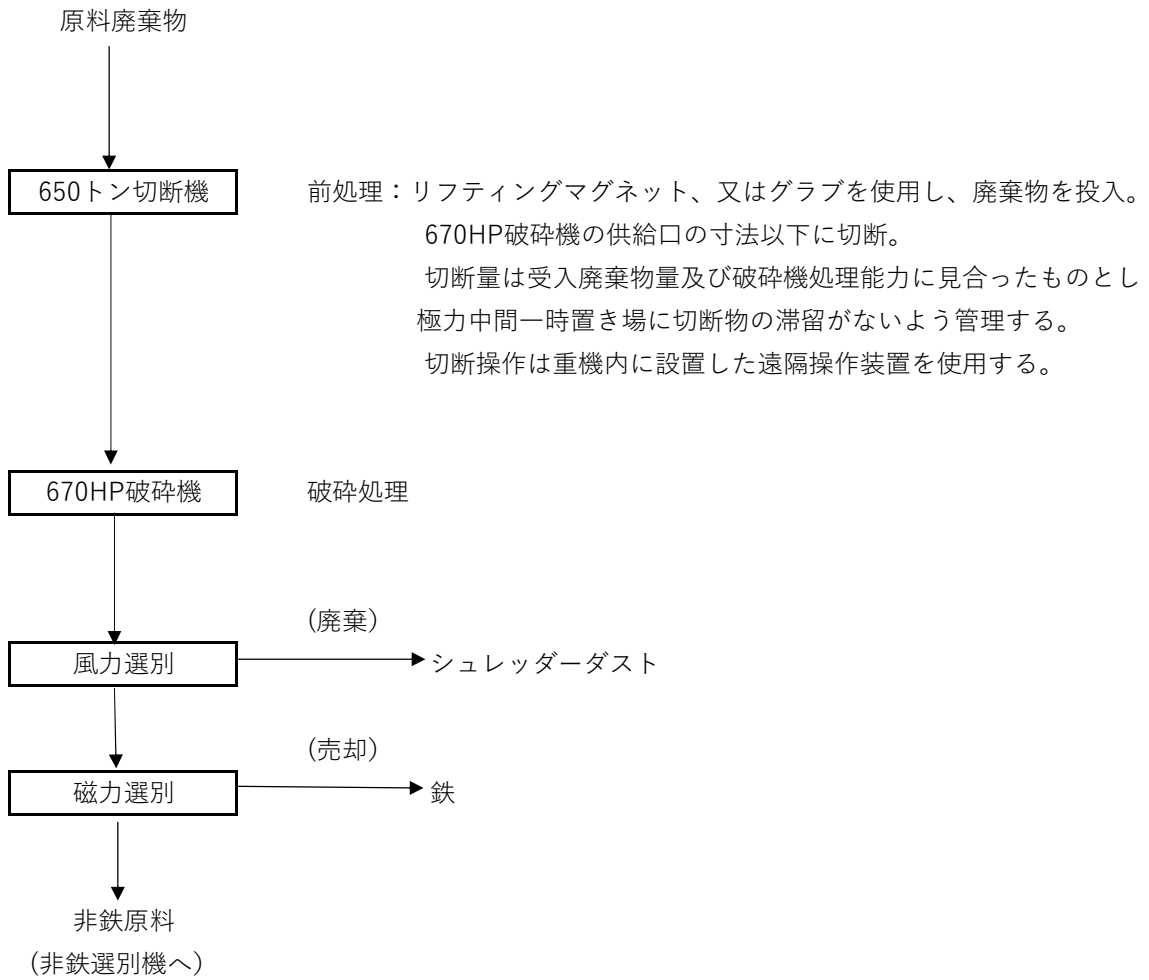 原料廃棄物
650トン切断機
前処理：リフティングマグネット、又はグラブを使用し、廃棄物を投入。
670HP破砕機の供給口の寸法以下に切断。
切断量は受入廃棄物量及び破砕機処理能力に見合ったものとし
極力中間一時置き場に切断物の滞留がないよう管理する。
切断操作は重機内に設置した遠隔操作装置を使用する。
670HP破砕機
破砕処理
(廃棄)
風力選別
シュレッダーダスト
(売却)
磁力選別
鉄
非鉄原料
(非鉄選別機へ)